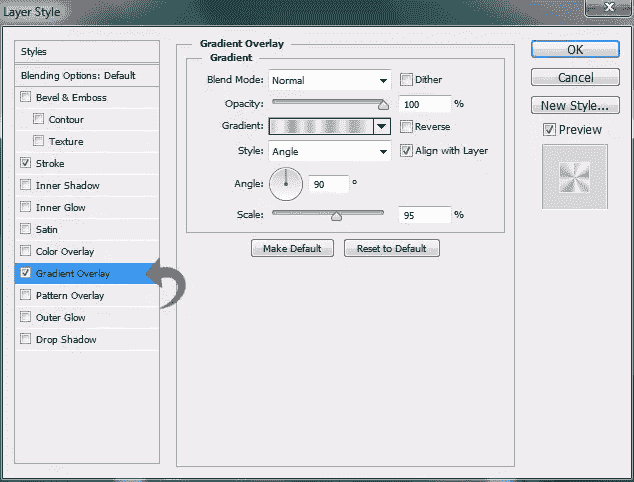 Layer Style
x
Styles
Blending Options: Default
Bevel & Emboss
Contour
Texture
Stroke
Inner Shadow
Inner Glow
Satin
Color Overlay
Gradient Overlay
Pattern Overlay
Outer Glow
Drop Shadow
Gradient Overlay
Gradient
Blend Mode: Normal Dither
Opacity: 100 %
Gradient: Reverse
Style: Angle Align with Layer
Angle: 90 °
Scale: 95 %
Make Default Reset to Default
OK
Cancel
New Style...
Preview